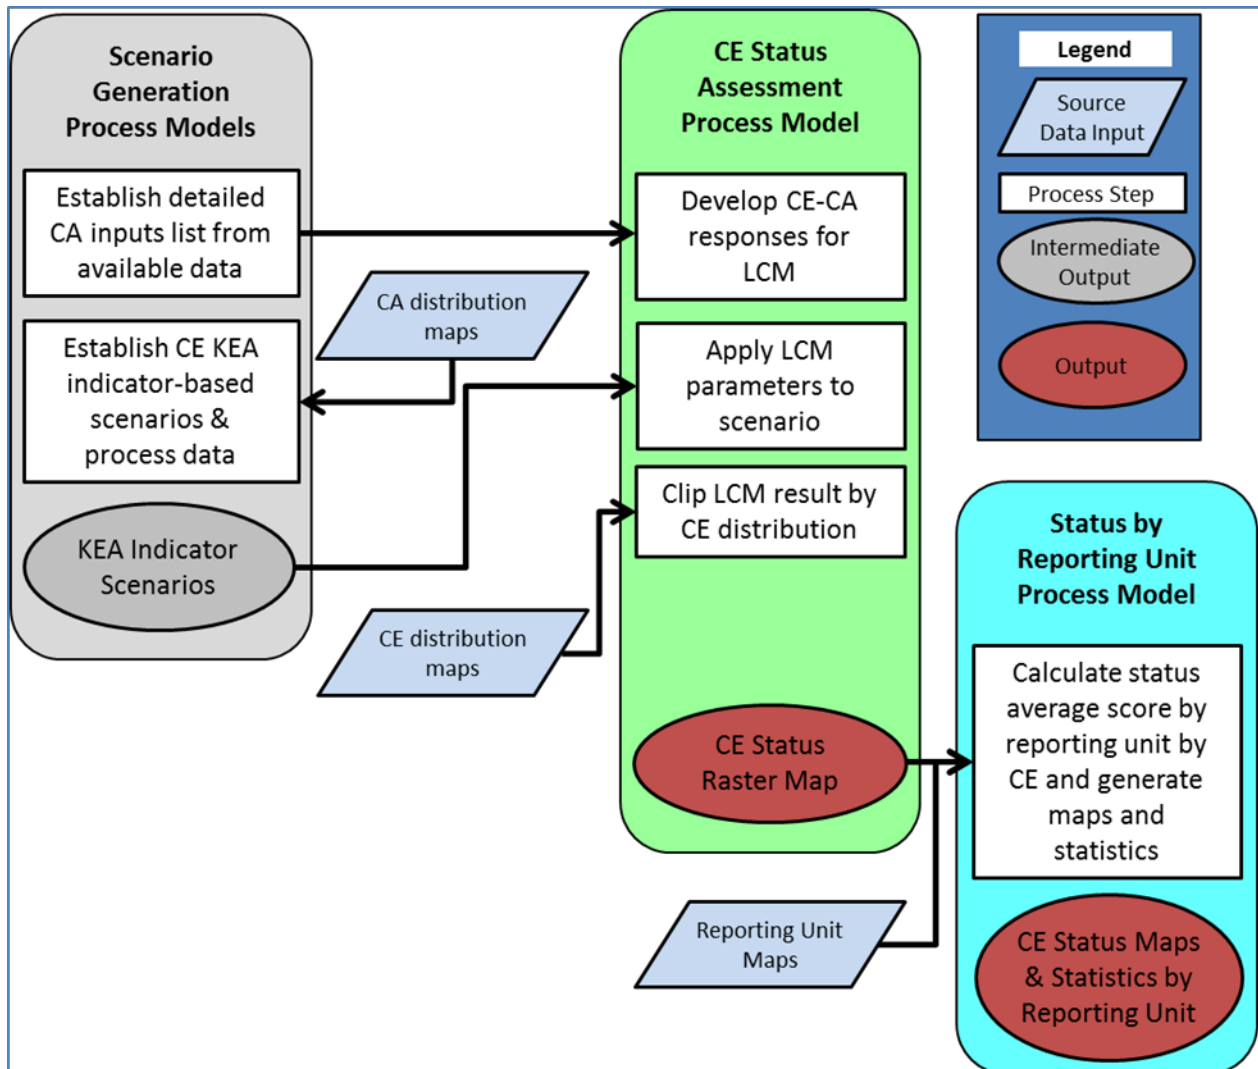 Scenario
Generation
Process Models
Establish detailed
CA inputs list from
available data
Establish CE KEA
indicator-based
scenarios &
process data
KEA Indicator
Scenarios
CA distribution
maps
CE distribution
maps
CE Status
Assessment
Process Model
Develop CE-CA
responses for
LCM
Apply LCM
parameters to
scenario
Clip LCM result by
CE distribution
CE Status
Raster Map
Reporting Unit
Maps
Legend
Source
Data Input
Process Step
Intermediate
Output
Output
Status by
Reporting Unit
Process Model
Calculate status
average score by
reporting unit by
CE and generate
maps and
statistics
CE Status Maps
& Statistics by
Reporting Unit